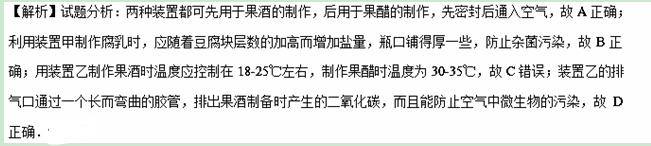 【解析】试题分析：两种装置都可先用于果酒的制作，后用于果醋的制作，先密封后通入空气，故 A 正确；
利用装置甲制作腐乳时，应随着豆腐块层数的加高而增加盐量，瓶口铺得厚一些，防止杂菌污染，故 B 正
确；用装置乙制作果酒时温度应控制在 18-25℃左右，制作果醋时温度为 30-35℃，故 C 错误；装置乙的排
气口通过一个长而弯曲的胶管，排出果酒制备时产生的二氧化碳，而且能防止空气中微生物的污染，故 D
正确．